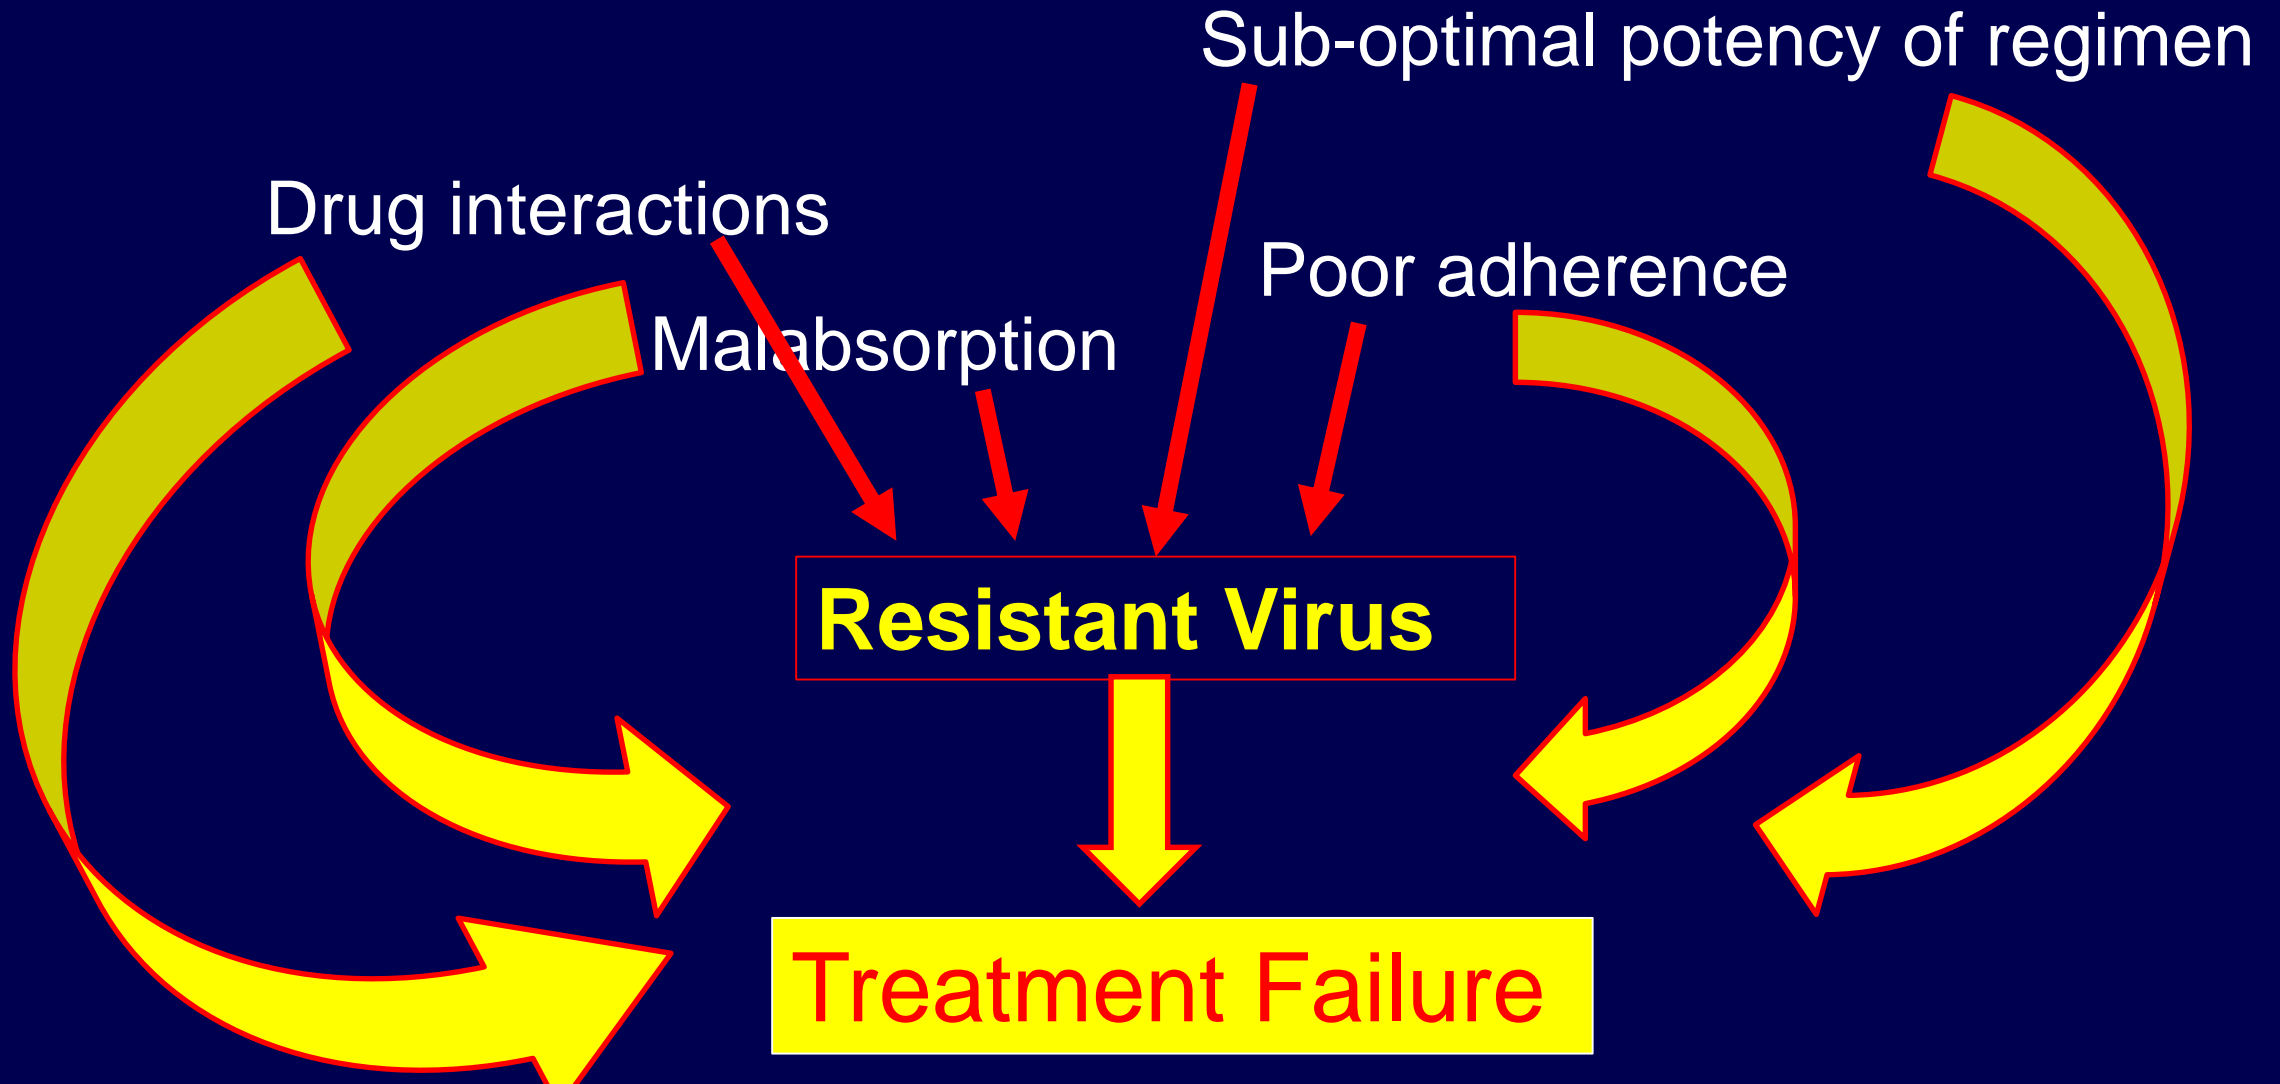 Sub-optimal potency of regimen
Drug interactions
Poor adherence
Malabsorption
Resistant Virus
Treatment Failure